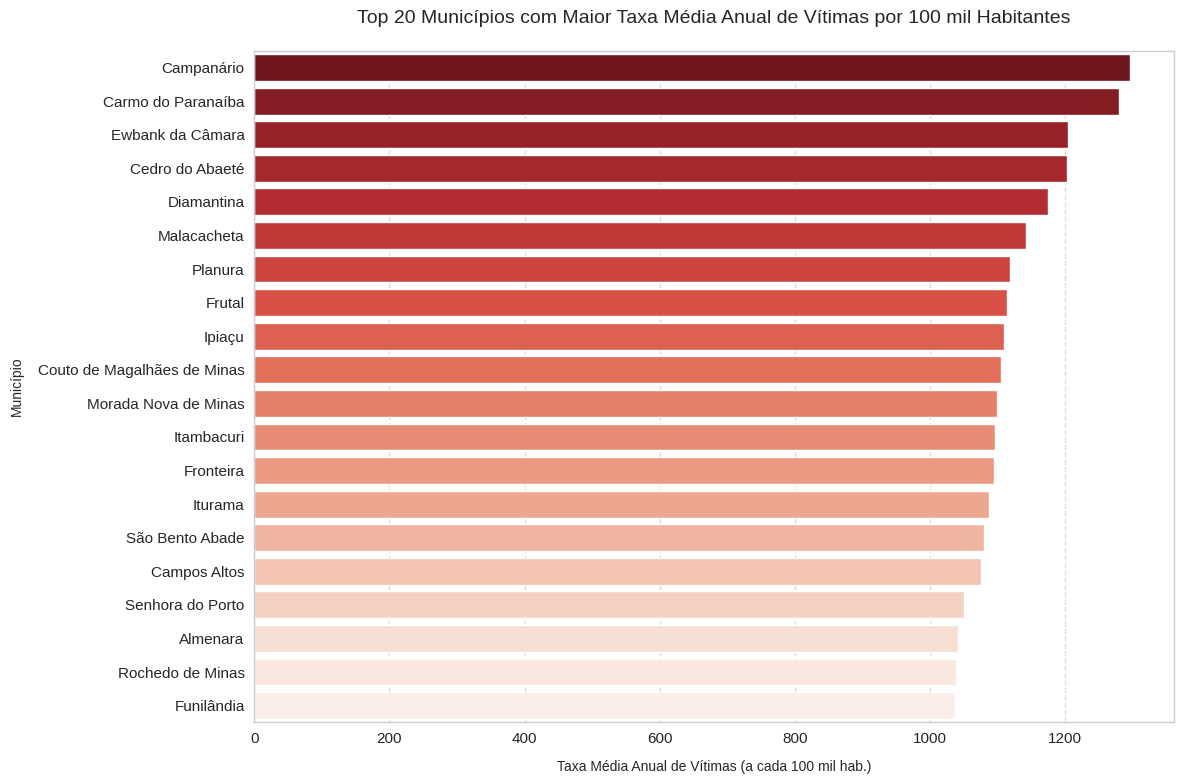 Top 20 Municípios com Maior Taxa Média Anual de Vítimas por 100 mil Habitantes
Município
Campanário
Carmo do Paranaíba
Ewbank da Câmara
Cedro do Abaeté
Diamantina
Malacacheta
Planura
Frutal
Ipiaçu
Couto de Magalhães de Minas
Morada Nova de Minas
Itambacuri
Fronteira
Iturama
São Bento Abade
Campos Altos
Senhora do Porto
Almenara
Rochedo de Minas
Funilândia
0 200 400 600 800 1000 1200
Taxa Média Anual de Vítimas (a cada 100 mil hab.)